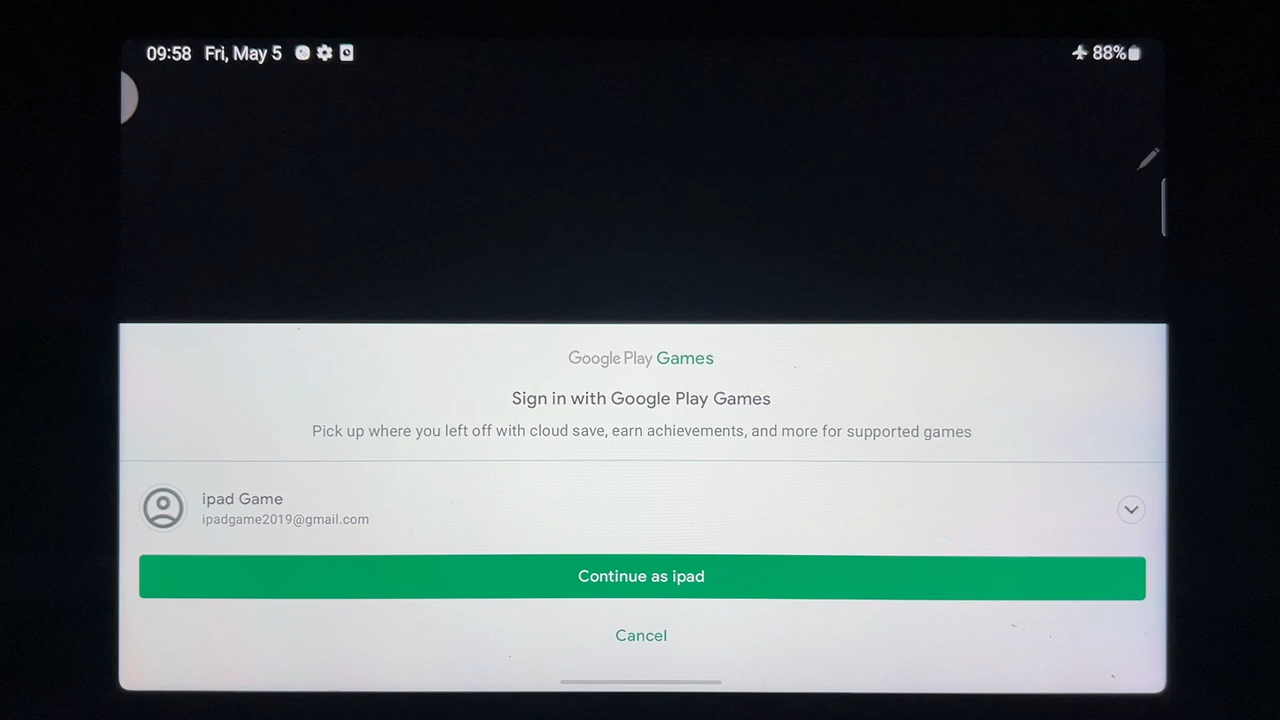 09:58 Fri, May 5 88%
Google Play Games
Sign in with Google Play Games
Pick up where you left off with cloud save, earn achievements, and more for supported games
ipad Game
ipadgame2019@gmail.com
Continue as ipad
Cancel